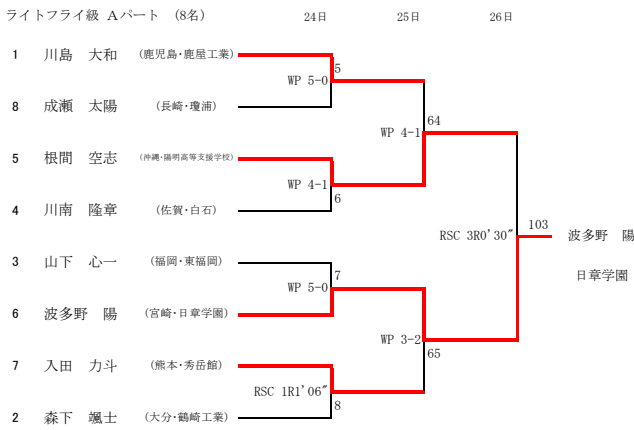 ライトフライ級 Aパート （8名） 24日 25日 26日
1 川島 大和 （鹿児島・鹿屋工業）
5
WP 5-0
8 成瀬 太陽 （長崎・瓊浦）
64
WP 4-1
5 根間 空志 （沖縄・陽明高等支援学校）
WP 4-1
6
4 川南 隆章 （佐賀・白石）
103
RSC 3R0'30" 波多野 陽
日章学園
3 山下 心一 （福岡・東福岡）
7
WP 5-0
6 波多野 陽 （宮崎・日章学園）
WP 3-2
65
7 入田 力斗 （熊本・秀岳館）
RSC 1R1'06"
8
2 森下 颯士 （大分・鶴崎工業）